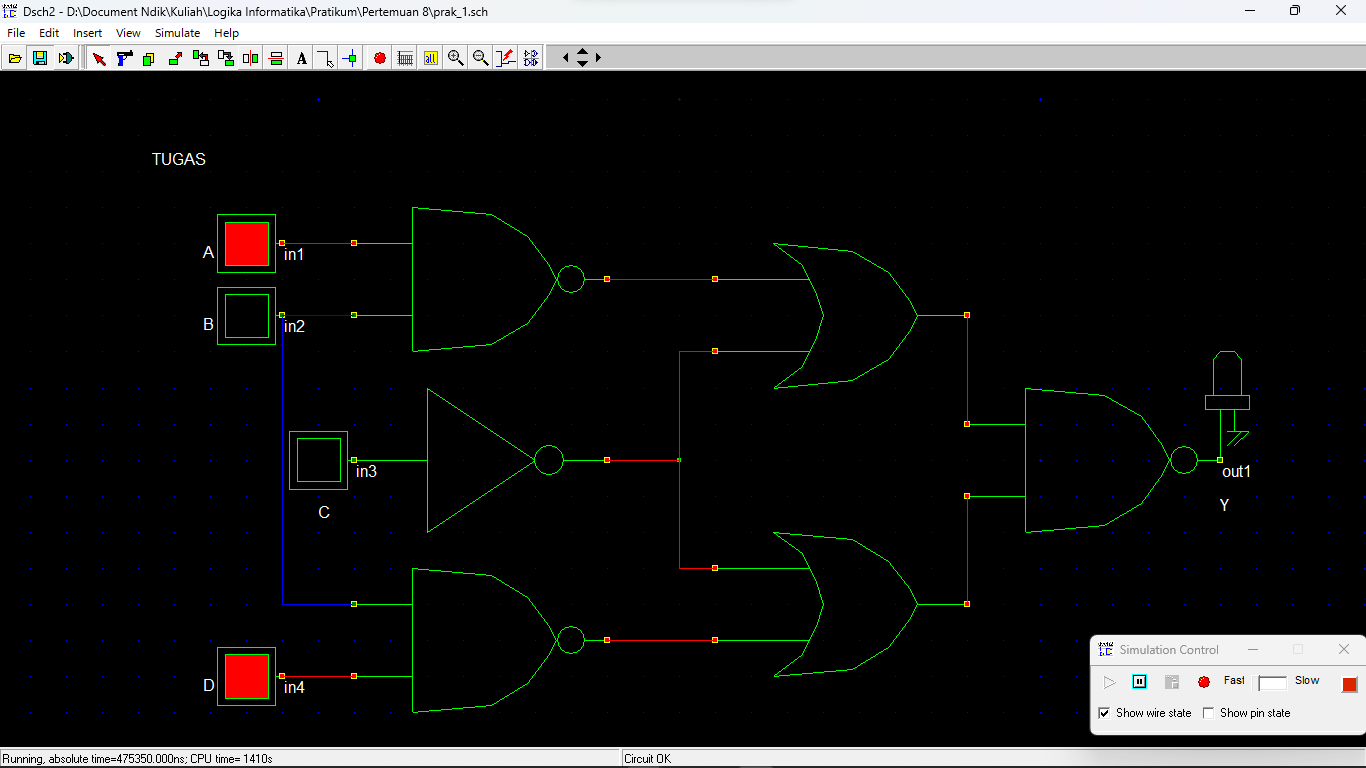 Dsch2 - D:\Document Ndik\Kuliah\Logika Informatika\Pratikum\Pertemuan 8\prak_1.sch
File Edit Insert View Simulate Help
A
TUGAS
A
in1
B
in2
in3
C
D
in4
out1
Y
Simulation Control
Fast Slow
Show wire state Show pin state
Running, absolute time=475350.000ns; CPU time= 1410s
Circuit OK